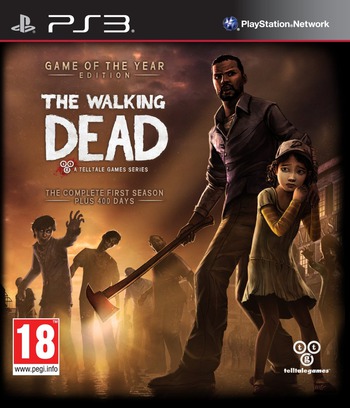 PS3
PlayStation®Network
GAME OF THE YEAR
EDITION
THE WALKING
DEAD
A TELLTALE GAMES SERIES
THE COMPLETE FIRST SEASON
PLUS 400 DAYS
18
www.pegi.info
ttg
telltalegames